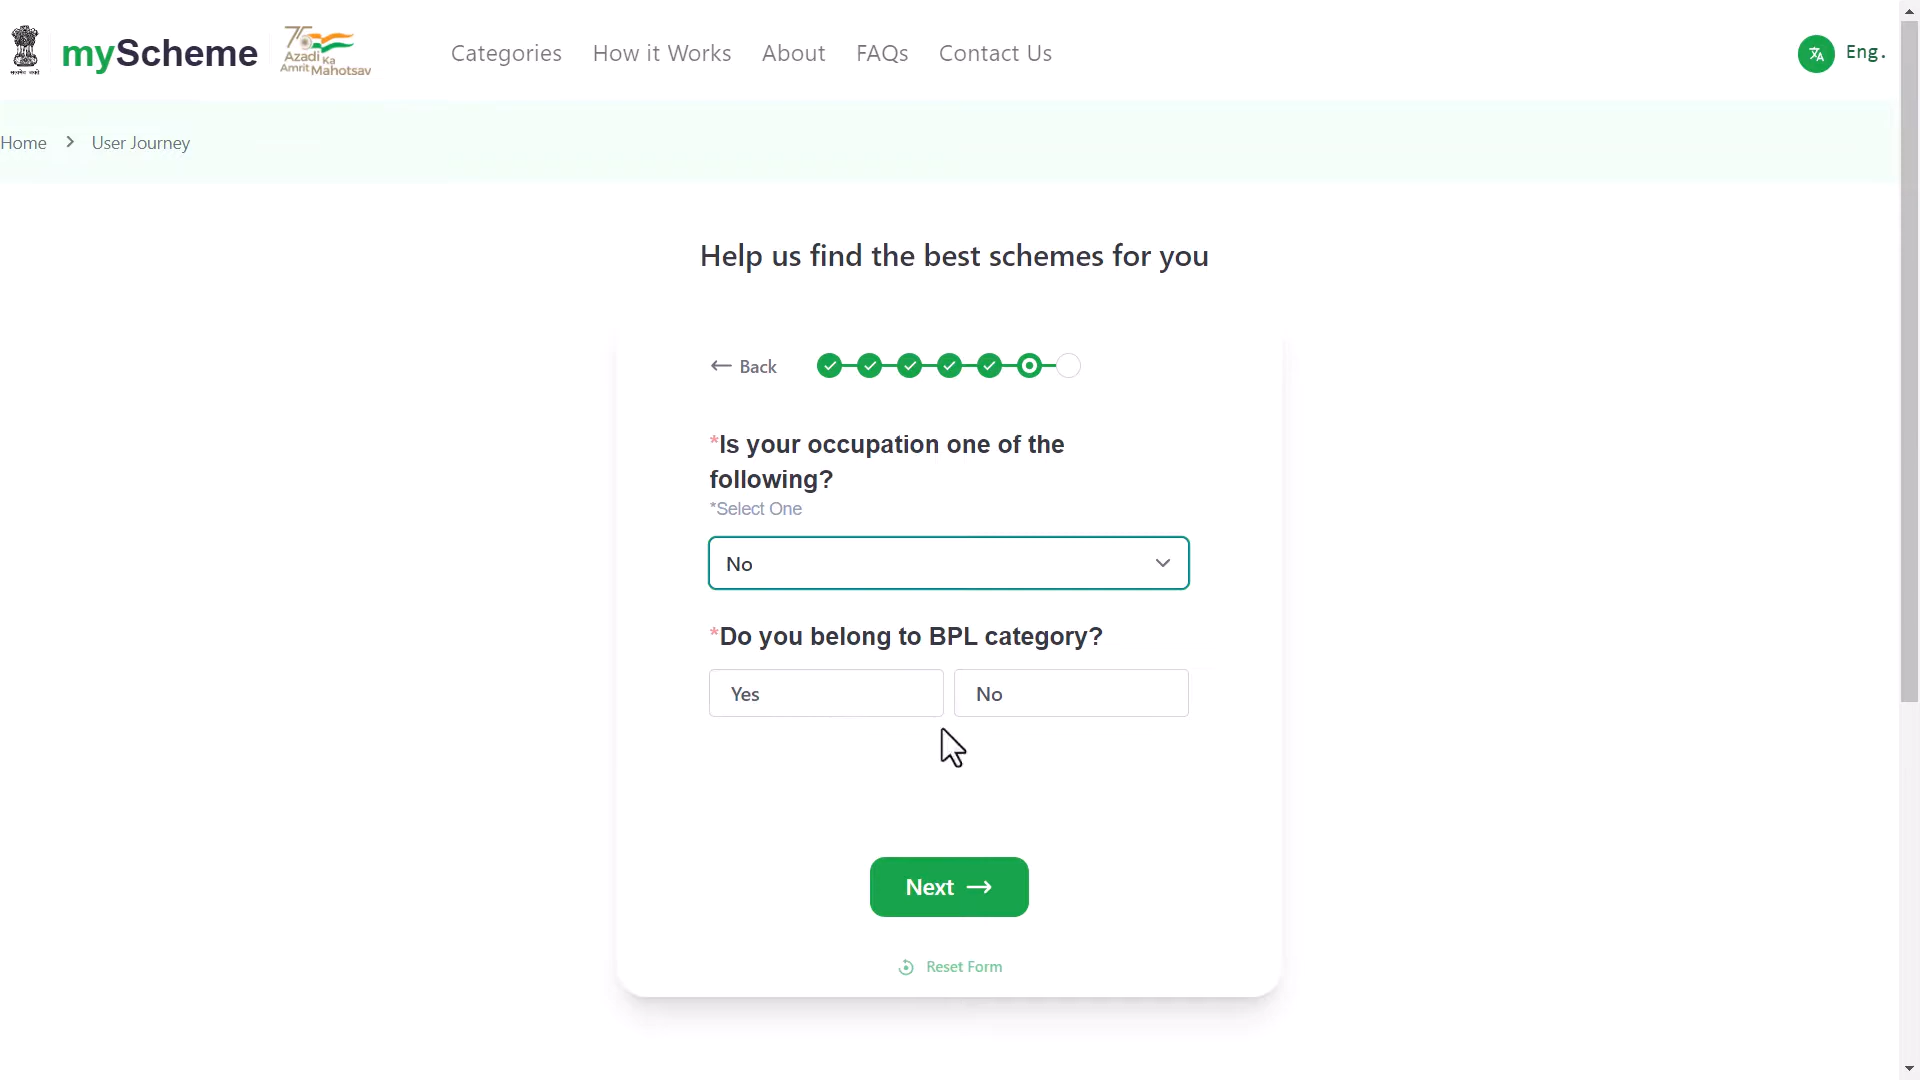 myScheme
Azadi Ka
Amrit Mahotsav
Categories
How it Works
About
FAQs
Contact Us
Eng.
Home
User Journey
Help us find the best schemes for you
Back
*Is your occupation one of the
following?
*Select One
No
*Do you belong to BPL category?
Yes
No
Next
Reset Form